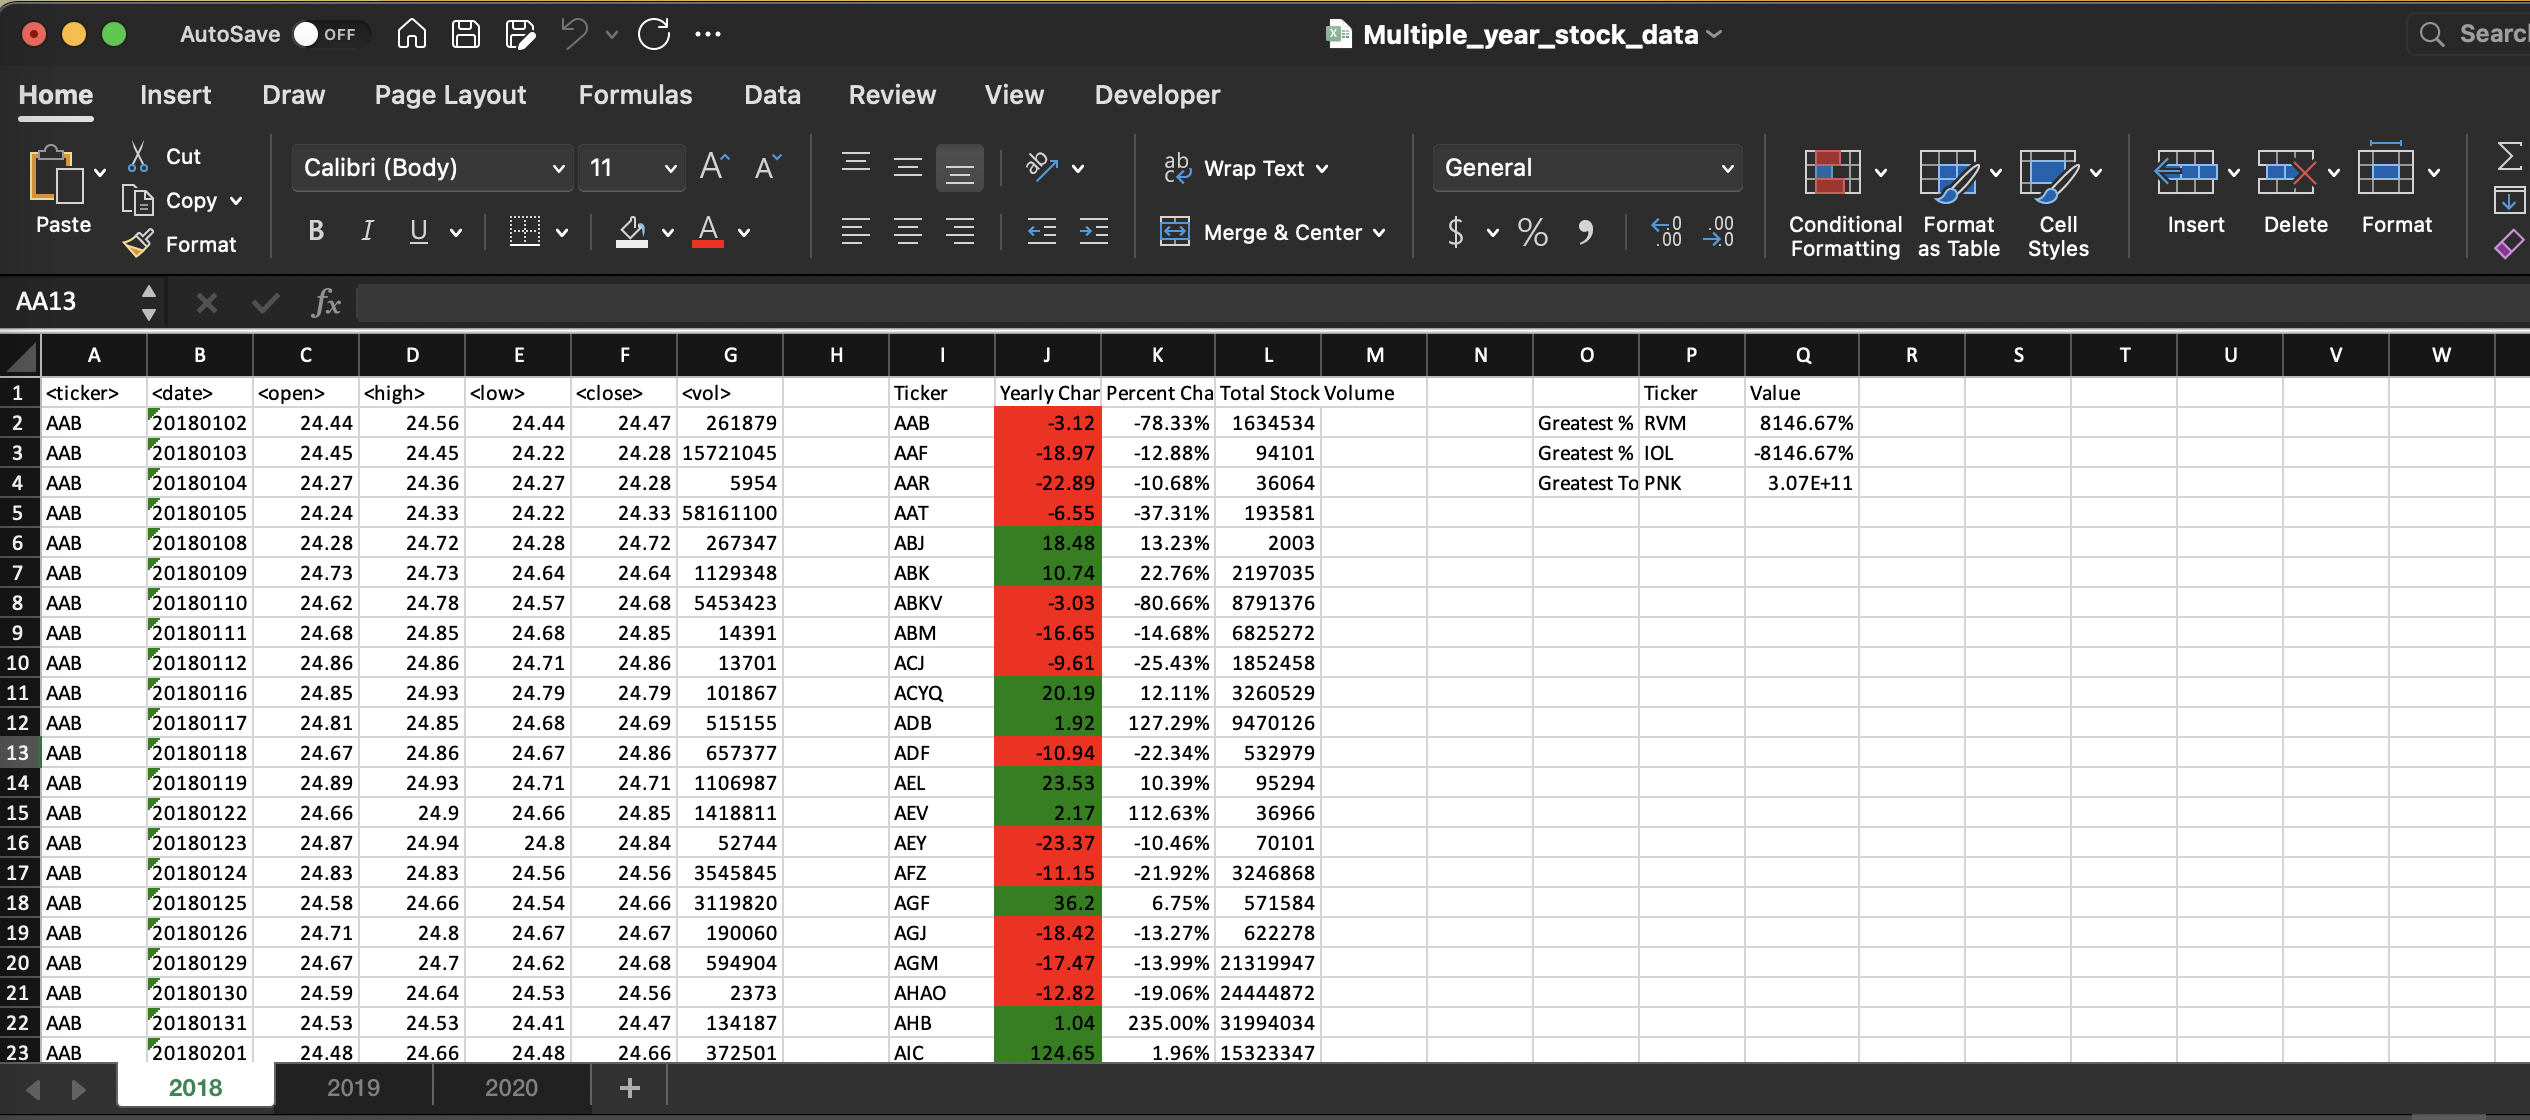 AutoSave OFF Multiple_year_stock_data
Home Insert Draw Page Layout Formulas Data Review View Developer
Paste Cut Copy Format
Calibri (Body) 11 A A
B I U A
ab c Wrap Text
Merge & Center
General
$ % , .0 .00 .00 .0
Conditional Formatting
Format as Table
Cell Styles
Insert Delete Format
AA13 fx
A B C D E F G H I J K L M N O P Q R S T U V W
1 <ticker> <date> <open> <high> <low> <close> <vol> Ticker Yearly Char Percent Cha Total Stock Volume Ticker Value
2 AAB 20180102 24.44 24.56 24.44 24.47 261879 AAB -3.12 -78.33% 1634534 Greatest % RVM 8146.67%
3 AAB 20180103 24.45 24.45 24.22 24.28 15721045 AAF -18.97 -12.88% 94101 Greatest % IOL -8146.67%
4 AAB 20180104 24.27 24.36 24.27 24.28 5954 AAR -22.89 -10.68% 36064 Greatest To PNK 3.07E+11
5 AAB 20180105 24.24 24.33 24.22 24.33 58161100 AAT -6.55 -37.31% 193581
6 AAB 20180108 24.28 24.72 24.28 24.72 267347 ABJ 18.48 13.23% 2003
7 AAB 20180109 24.73 24.73 24.64 24.64 1129348 ABK 10.74 22.76% 2197035
8 AAB 20180110 24.62 24.78 24.57 24.68 5453423 ABKV -3.03 -80.66% 8791376
9 AAB 20180111 24.68 24.85 24.68 24.85 14391 ABM -16.65 -14.68% 6825272
10 AAB 20180112 24.86 24.86 24.71 24.86 13701 ACJ -9.61 -25.43% 1852458
11 AAB 20180116 24.85 24.93 24.79 24.79 101867 ACYQ 20.19 12.11% 3260529
12 AAB 20180117 24.81 24.85 24.68 24.69 515155 ADB 1.92 127.29% 9470126
13 AAB 20180118 24.67 24.86 24.67 24.86 657377 ADF -10.94 -22.34% 532979
14 AAB 20180119 24.89 24.93 24.71 24.71 1106987 AEL 23.53 10.39% 95294
15 AAB 20180122 24.66 24.9 24.66 24.85 1418811 AEV 2.17 112.63% 36966
16 AAB 20180123 24.87 24.94 24.8 24.84 52744 AEY -23.37 -10.46% 70101
17 AAB 20180124 24.83 24.83 24.56 24.56 3545845 AFZ -11.15 -21.92% 3246868
18 AAB 20180125 24.58 24.66 24.54 24.66 3119820 AGF 36.2 6.75% 571584
19 AAB 20180126 24.71 24.8 24.67 24.67 190060 AGJ -18.42 -13.27% 622278
20 AAB 20180129 24.67 24.7 24.62 24.68 594904 AGM -17.47 -13.99% 21319947
21 AAB 20180130 24.59 24.64 24.53 24.56 2373 AHAO -12.82 -19.06% 24444872
22 AAB 20180131 24.53 24.53 24.41 24.47 134187 AHB 1.04 235.00% 31994034
23 AAB 20180201 24.48 24.66 24.48 24.66 372501 AIC 124.65 1.96% 15323347
2018 2019 2020 +